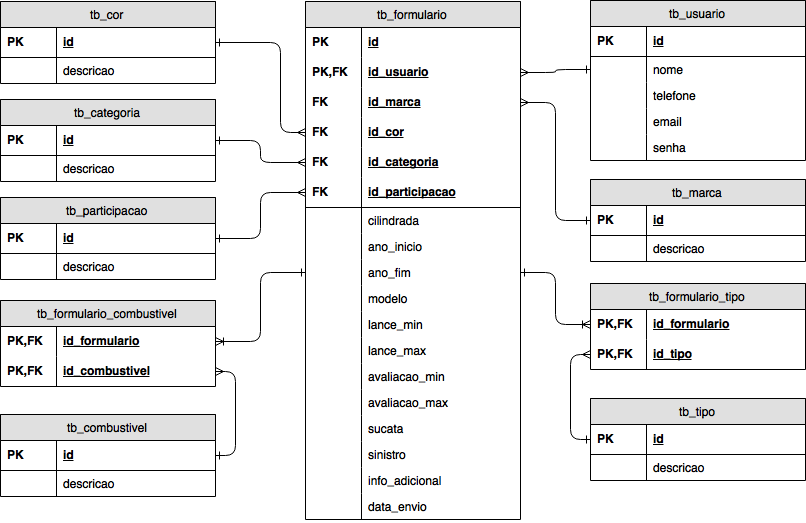 tb_cor
PK id
descricao
tb_categoria
PK id
descricao
tb_participacao
PK id
descricao
tb_formulario_combustivel
PK,FK id_formulario
PK,FK id_combustivel
tb_combustivel
PK id
descricao
tb_formulario
PK id
PK,FK id_usuario
FK id_marca
FK id_cor
FK id_categoria
FK id_participacao
cilindrada
ano_inicio
ano_fim
modelo
lance_min
lance_max
avaliacao_min
avaliacao_max
sucata
sinistro
info_adicional
data_envio
tb_usuario
PK id
nome
telefone
email
senha
tb_marca
PK id
descricao
tb_formulario_tipo
PK,FK id_formulario
PK,FK id_tipo
tb_tipo
PK id
descricao